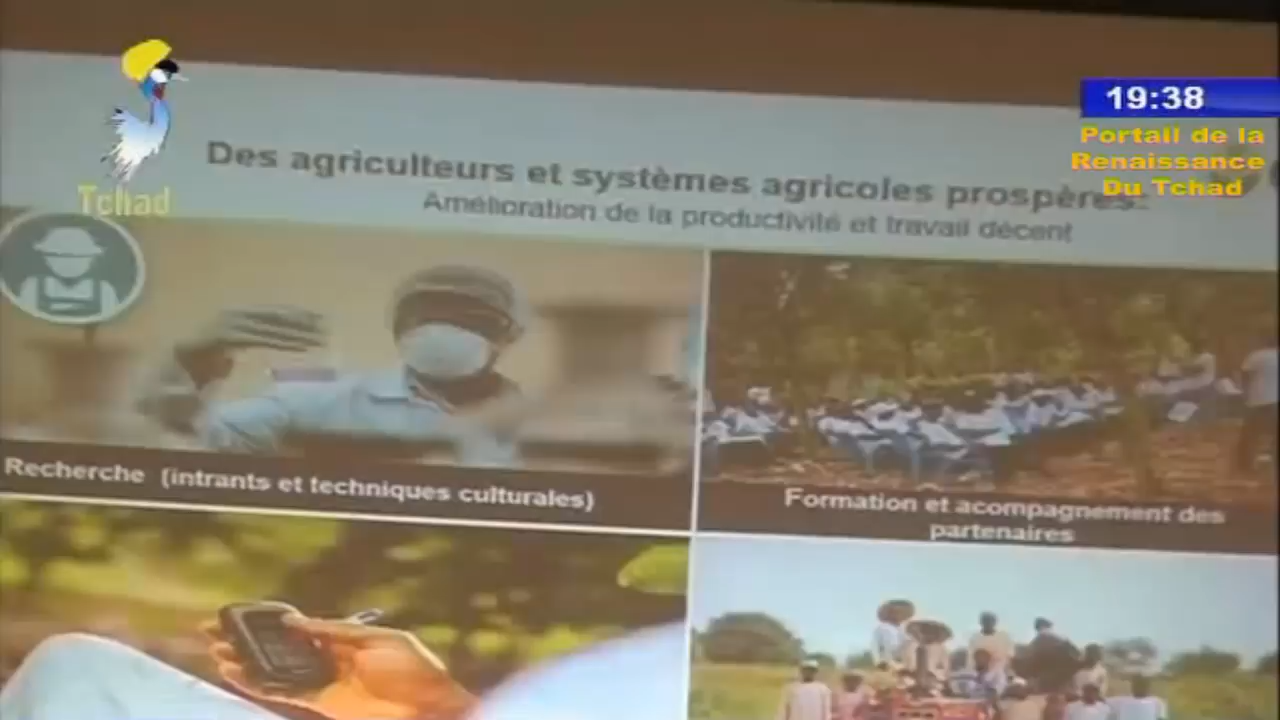 19:38
Portail de la
Renaissance
Du Tchad
Tchad
Des agriculteurs et systèmes agricoles prospères:
Amélioration de la productivité et travail décent
Recherche (intrants et techniques culturales)
Formation et acompagnement des
partenaires